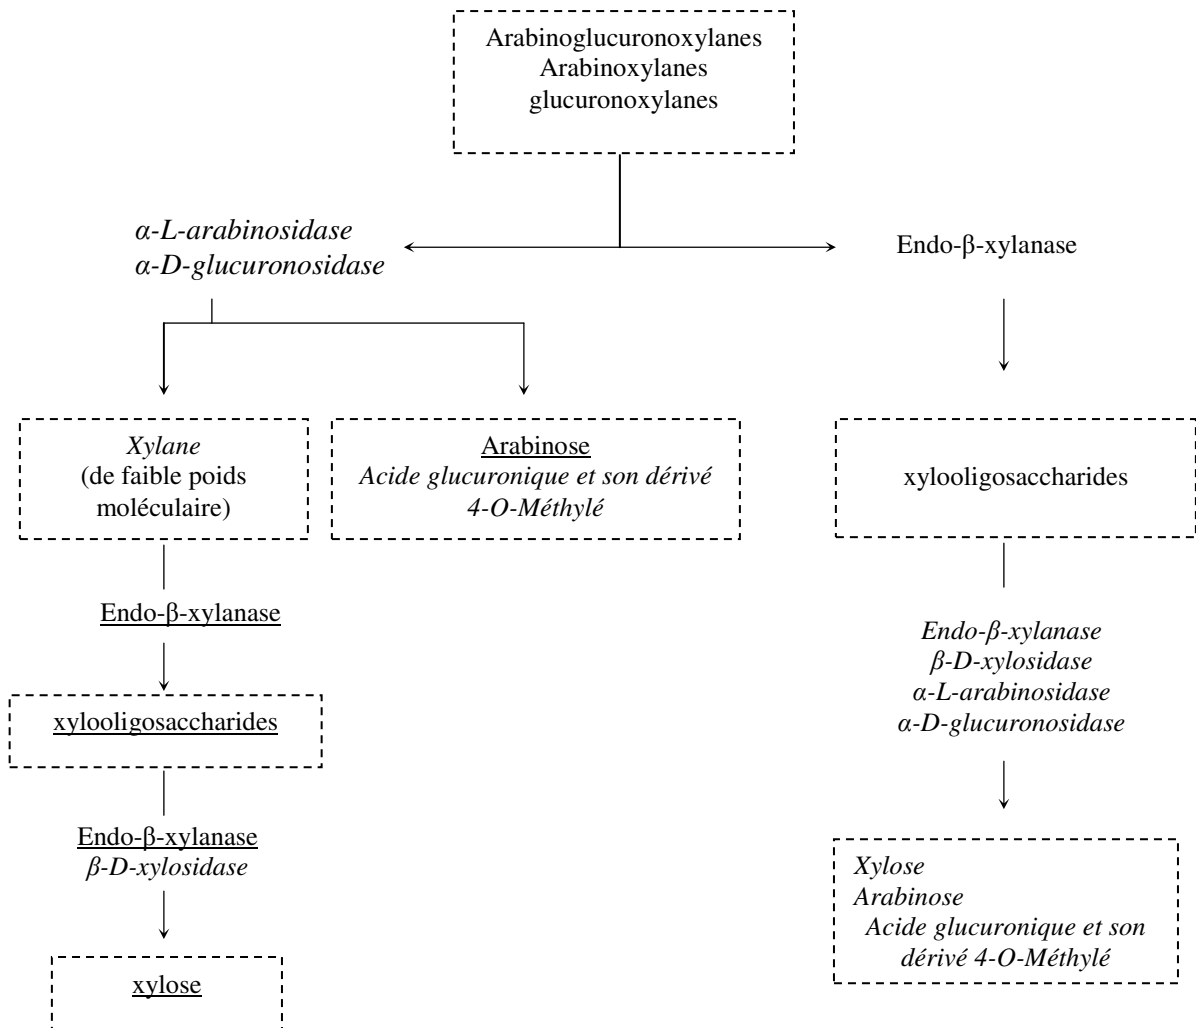 Arabinoglucuronoxylanes
Arabinoxylanes
glucuronoxylanes
α-L-arabinosidase
α-D-glucuronosidase
Endo-β-xylanase
Xylane
(de faible poids
moléculaire)
Arabinose
Acide glucuronique et son dérivé
4-O-Méthylé
xylooligosaccharides
Endo-β-xylanase
xylooligosaccharides
Endo-β-xylanase
β-D-xylosidase
xylose
Endo-β-xylanase
β-D-xylosidase
α-L-arabinosidase
α-D-glucuronosidase
Xylose
Arabinose
Acide glucuronique et son
dérivé 4-O-Méthylé